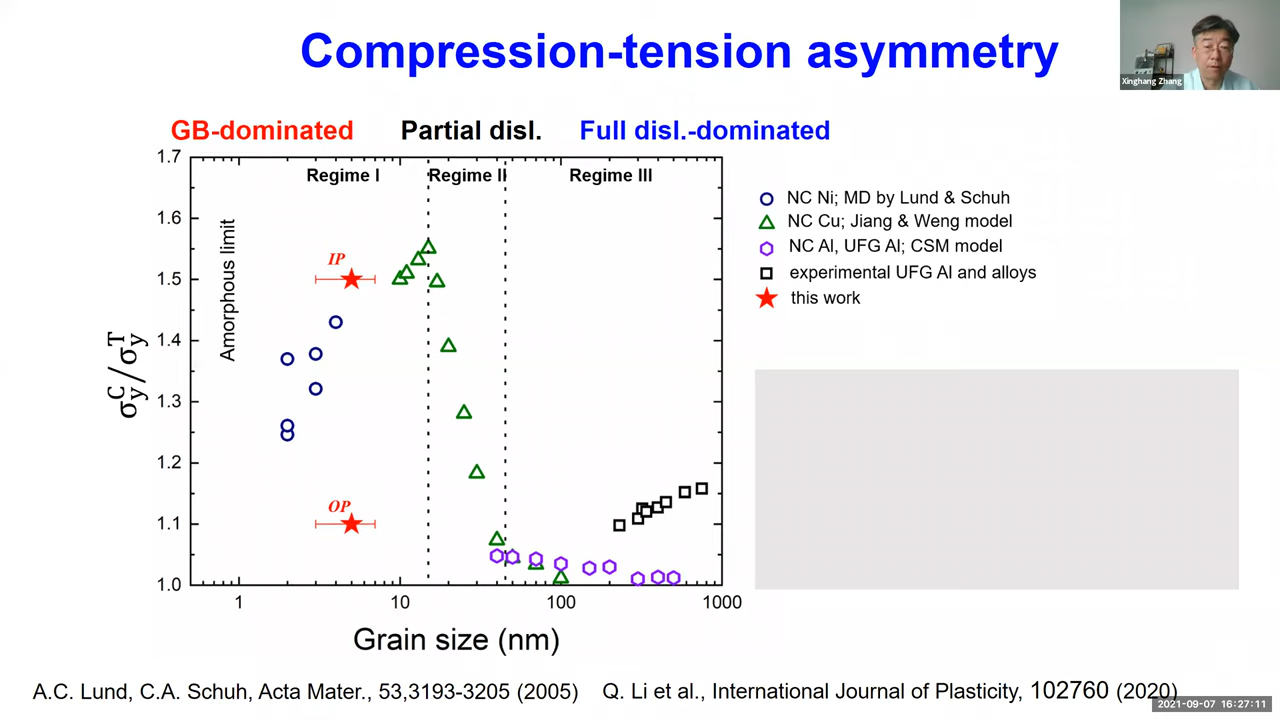 Compression-tension asymmetry
Xinghang Zhang
GB-dominated Partial disl. Full disl.-dominated
1.7
1.6
1.5
1.4
1.3
1.2
1.1
1.0
Regime I Regime II Regime III
Amorphous limit
IP
OP
σyC/σyT
1 10 100 1000
Grain size (nm)
NC Ni; MD by Lund & Schuh
NC Cu; Jiang & Weng model
NC Al, UFG Al; CSM model
experimental UFG Al and alloys
this work
A.C. Lund, C.A. Schuh, Acta Mater., 53,3193-3205 (2005) Q. Li et al., International Journal of Plasticity, 102760 (2020)
2021-09-07 16:27:11